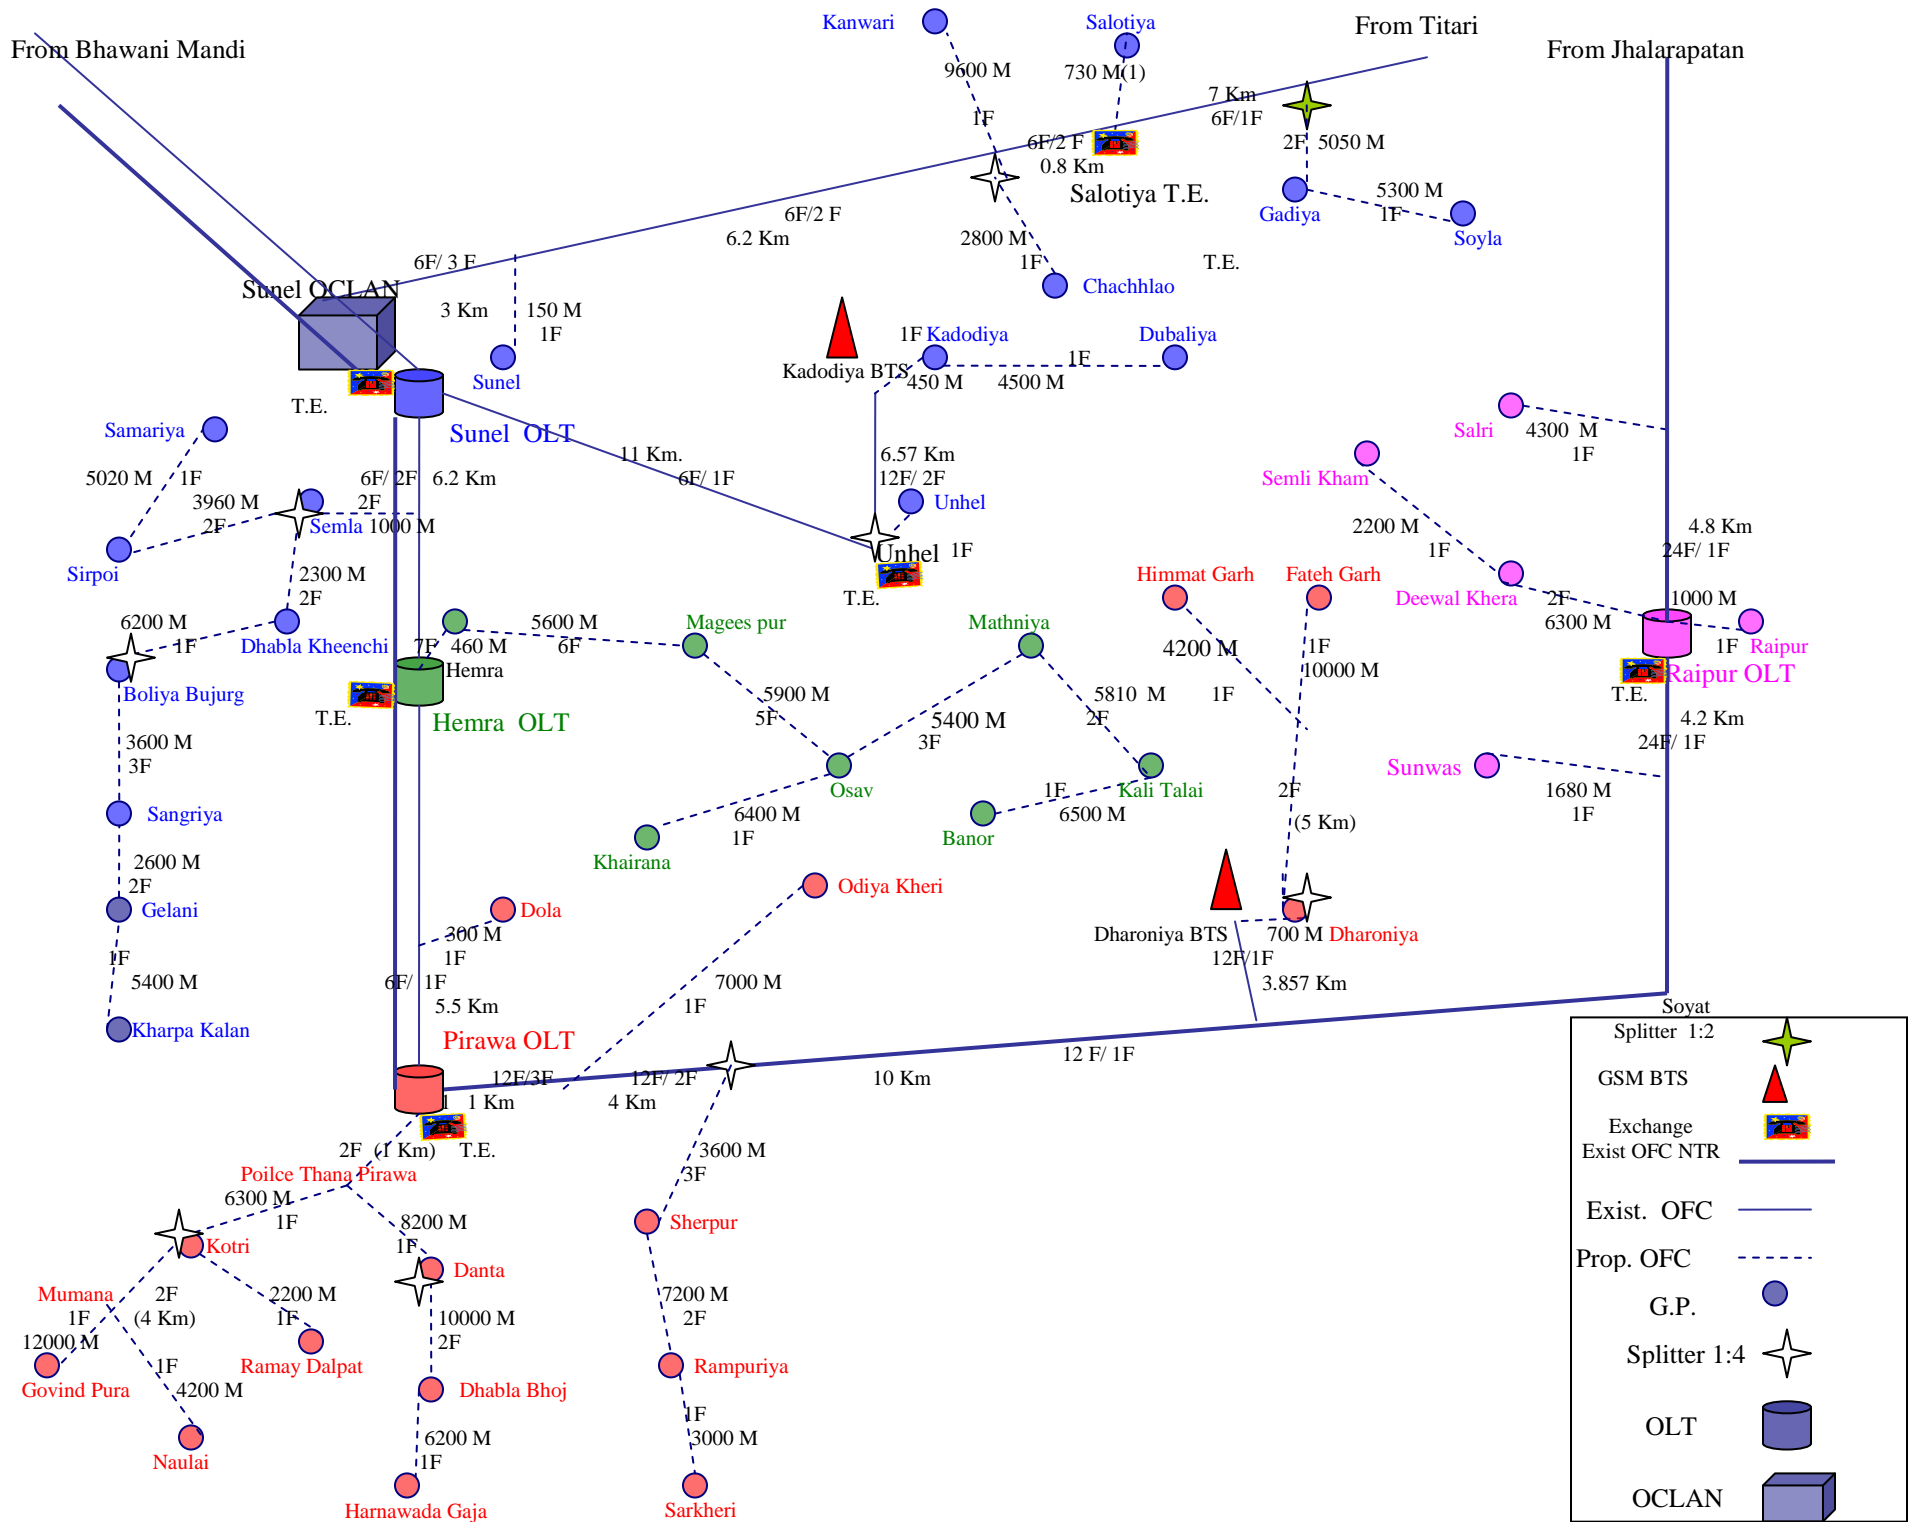 Kanwari
Salotiya
From Titari
From Bhawani Mandi
From Jhalarapatan
9600 M
730 M(1)
7 Km
6F/1F
1F
6F/2 F
0.8 Km
2F 5050 M
Salotiya T.E.
5300 M
1F
Gadiya
Soyla
6F/2 F
6.2 Km
2800 M
1F
T.E.
6F/ 3 F
Sunel OCLAN
Chachhlao
3 Km
150 M
1F
1F Kadodiya
Dubaliya
1F
Kadodiya BTS
450 M
4500 M
Sunel
T.E.
Sunel OLT
Samariya
Salri
4300 M
1F
11 Km.
6F/ 1F
6.57 Km
12F/ 2F
5020 M
1F
6F/ 2F
6.2 Km
Semli Kham
3960 M
2F
2F
Unhel
Semla
1000 M
2200 M
1F
4.8 Km
24F/ 1F
Unhel
1F
Sirpoi
2300 M
2F
T.E.
Himmat Garh
Fateh Garh
Deewal Khera
2F
6300 M
1000 M
6200 M
1F
5600 M
6F
Magees pur
Mathniya
1F
Raipur
Dhabla Kheenchi
7F
460 M
Hemra
4200 M
1F
10000 M
Raipur OLT
Boliya Bujurg
T.E.
Hemra OLT
5900 M
5F
5400 M
3F
5810 M
2F
1F
T.E.
4.2 Km
24F/ 1F
3600 M
3F
Sunwas
Osav
1F
Kali Talai
2F
1680 M
1F
Sangriya
6400 M
1F
6500 M
(5 Km)
Banor
Khairana
2600 M
2F
Odiya Kheri
Gelani
Dola
300 M
1F
Dharoniya BTS
700 M
Dharoniya
12F/1F
1F
5400 M
6F/ 1F
7000 M
3.857 Km
5.5 Km
1F
Kharpa Kalan
Soyat
Pirawa OLT
Splitter 1:2
12 F/ 1F
12F/3F
12F/ 2F
10 Km
GSM BTS
1 1 Km
4 Km
Exchange
2F (1 Km)
T.E.
3600 M
3F
Exist OFC NTR
Poilce Thana Pirawa
6300 M
1F
8200 M
1F
Sherpur
Exist. OFC
Kotri
Prop. OFC
Danta
Mumana
2F
2200 M
7200 M
G.P.
1F
(4 Km)
1F
10000 M
2F
2F
12000 M
Splitter 1:4
1F
Ramay Dalpat
Rampuriya
Govind Pura
4200 M
Dhabla Bhoj
1F
3000 M
OLT
6200 M
1F
Naulai
OCLAN
Harnawada Gaja
Sarkheri